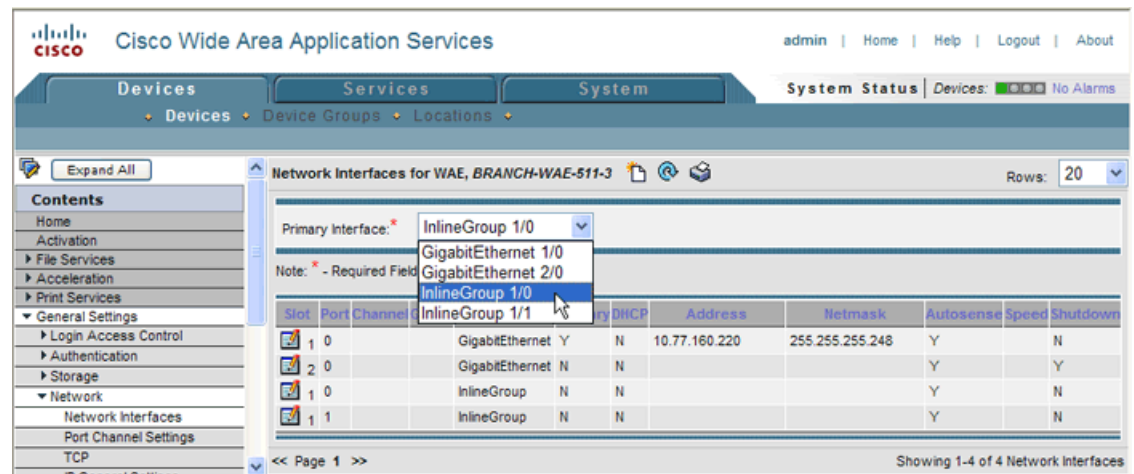 CISCO Cisco Wide Area Application Services admin | Home | Help | Logout | About
Devices Services System System Status Devices: No Alarms
Devices Device Groups Locations
Expand All
Contents
Home
Activation
File Services
Acceleration
Print Services
General Settings
Login Access Control
Authentication
Storage
Network
Network Interfaces
Port Channel Settings
TCP
Network Interfaces for WAE, BRANCH-WAE-511-3 Rows: 20
Primary Interface:* InlineGroup 1/0
GigabitEthernet 1/0
Note: * - Required Field GigabitEthernet 2/0
InlineGroup 1/0
InlineGroup 1/1
Slot Port Channel DHCP Address Netmask Autosense Speed Shutdown
1 0 GigabitEthernet Y N 10.77.160.220 255.255.255.248 Y N
2 0 GigabitEthernet N N Y Y
1 0 InlineGroup N N Y N
1 1 InlineGroup N N Y N
<< Page 1 >> Showing 1-4 of 4 Network Interfaces